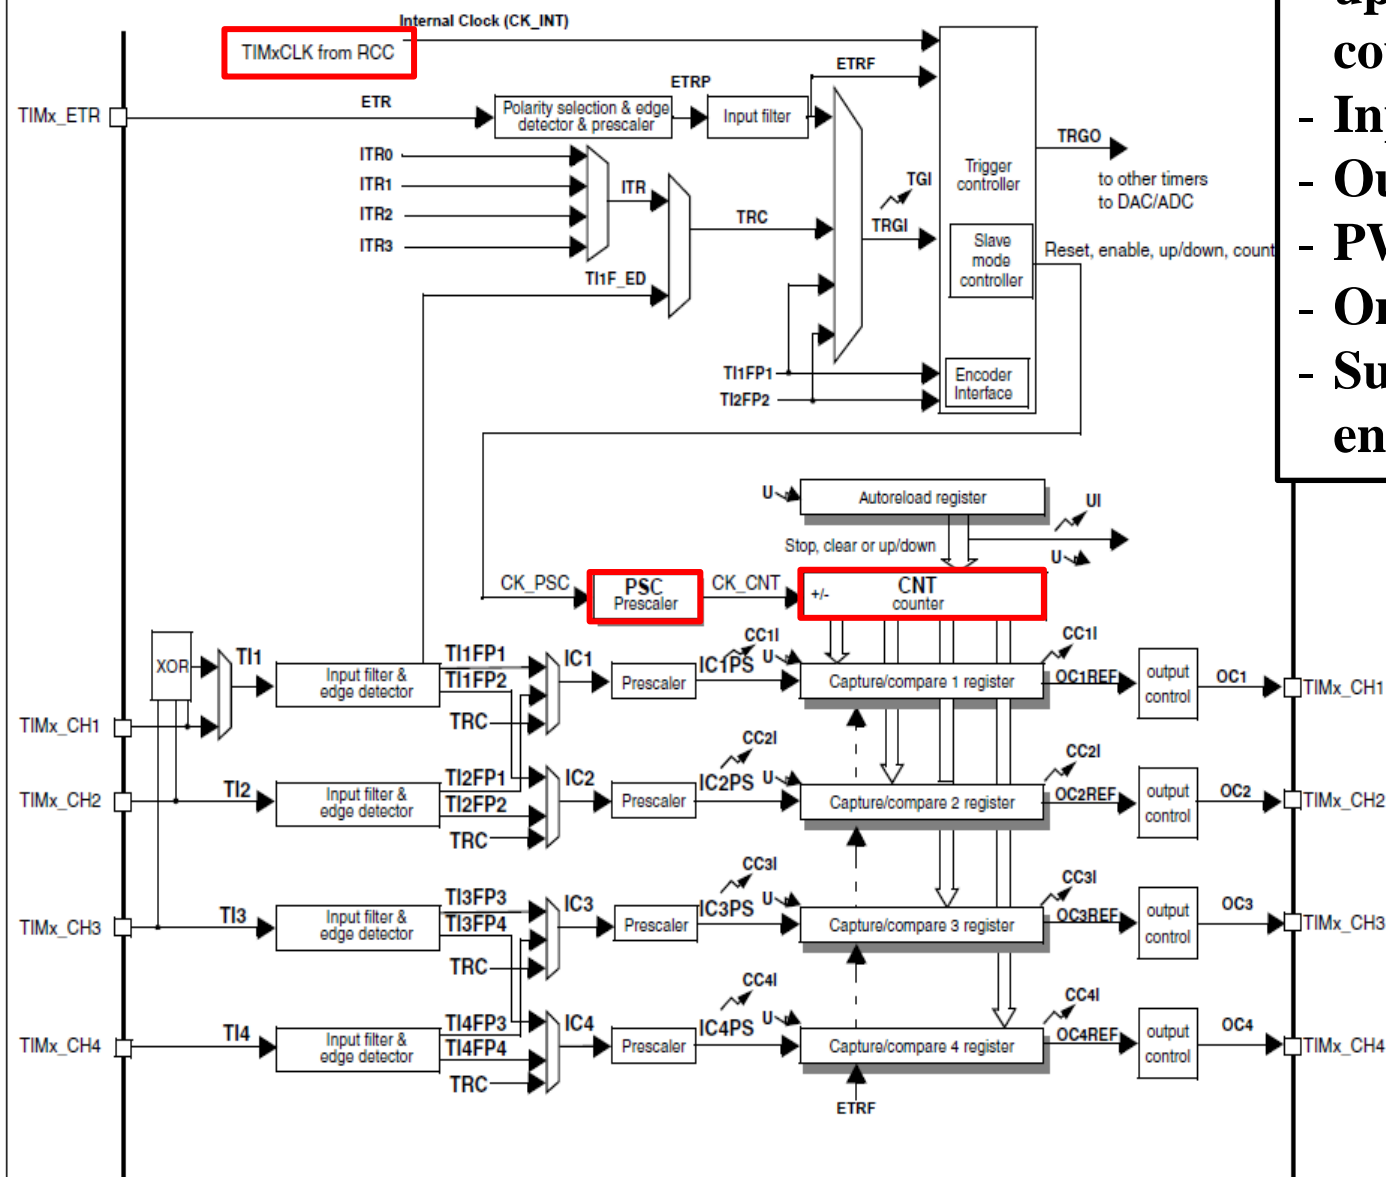 Internal Clock (CK_INT)
TIMxCLK from RCC
ETRF
ETRP
ETR
TIMx_ETR
Polarity selection & edge
detector & prescaler
Input filter
ITR0
ITR1
ITR2
ITR3
ITR
TRC
TI1F_ED
TGI
TRGI
Trigger
controller
TRGO
to other timers
to DAC/ADC
Slave
mode
controller
Reset, enable, up/down, count
TI1FP1
TI2FP2
Encoder
Interface
- In
- Ou
- PV
- Or
- Su
en
U
Autoreload register
UI
Stop, clear or up/down
U
CK_PSC
PSC
Prescaler
CK_CNT
+/-
CNT
counter
XOR
TI1
Input filter &
edge detector
TI1FP1
TI1FP2
TRC
IC1
Prescaler
CC1I
IC1PS
U
Capture/compare 1 register
CC1I
OC1REF
output
control
OC1
TIMx_CH1
TIMx_CH1
TIMx_CH2
TI2
Input filter &
edge detector
TI2FP1
TI2FP2
TRC
IC2
Prescaler
CC2I
IC2PS
U
Capture/compare 2 register
CC2I
OC2REF
output
control
OC2
TIMx_CH2
TIMx_CH3
TI3
Input filter &
edge detector
TI3FP3
TI3FP4
TRC
IC3
Prescaler
CC3I
IC3PS
U
Capture/compare 3 register
CC3I
OC3REF
output
control
OC3
TIMx_CH3
TIMx_CH4
TI4
Input filter &
edge detector
TI4FP3
TI4FP4
TRC
IC4
Prescaler
CC4I
IC4PS
U
Capture/compare 4 register
CC4I
OC4REF
output
control
OC4
TIMx_CH4
ETRF